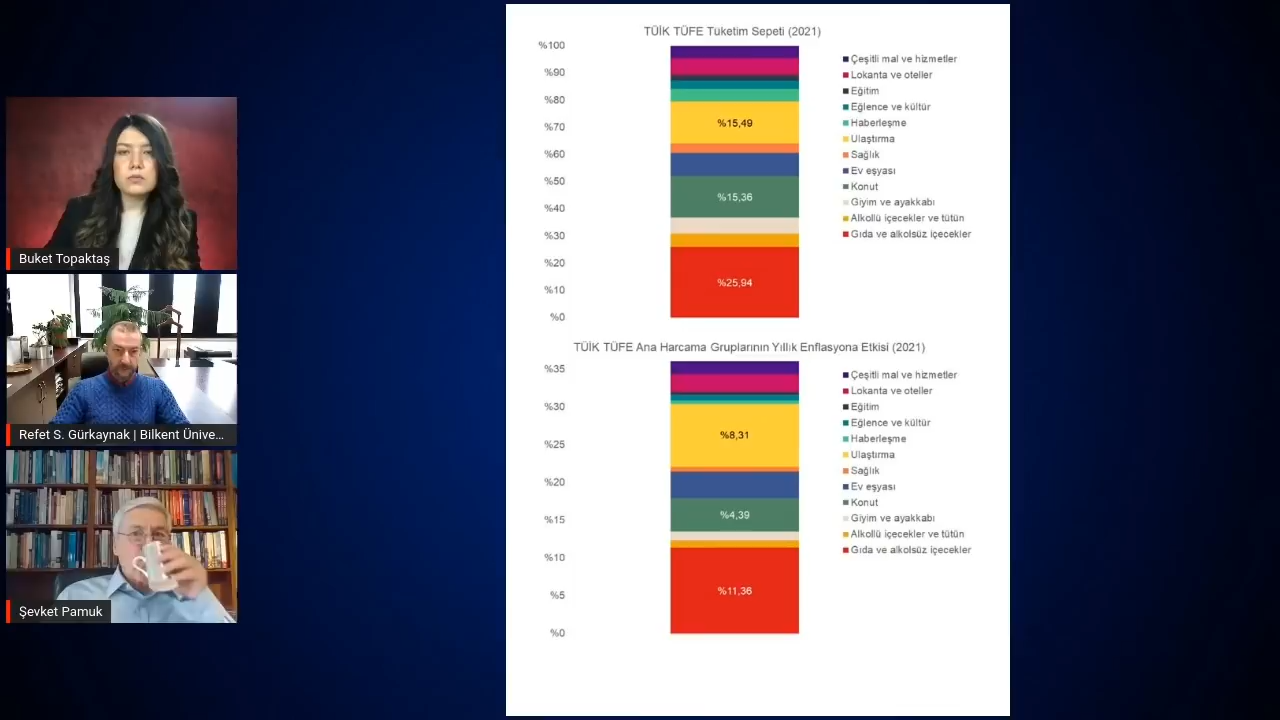 Buket Topaktaş
Refet S. Gürkaynak | Bilkent Ünive...
Şevket Pamuk
TÜİK TÜFE Tüketim Sepeti (2021)
%100
%90
%80
%70
%60
%50
%40
%30
%20
%10
%0
%15,49
%15,36
%25,94
Çeşitli mal ve hizmetler
Lokanta ve oteller
Eğitim
Eğlence ve kültür
Haberleşme
Ulaştırma
Sağlık
Ev eşyası
Konut
Giyim ve ayakkabı
Alkollü içecekler ve tütün
Gıda ve alkolsüz içecekler
TÜİK TÜFE Ana Harcama Gruplarının Yıllık Enflasyona Etkisi (2021)
%35
%30
%25
%20
%15
%10
%5
%0
%8,31
%4,39
%11,36
Çeşitli mal ve hizmetler
Lokanta ve oteller
Eğitim
Eğlence ve kültür
Haberleşme
Ulaştırma
Sağlık
Ev eşyası
Konut
Giyim ve ayakkabı
Alkollü içecekler ve tütün
Gıda ve alkolsüz içecekler